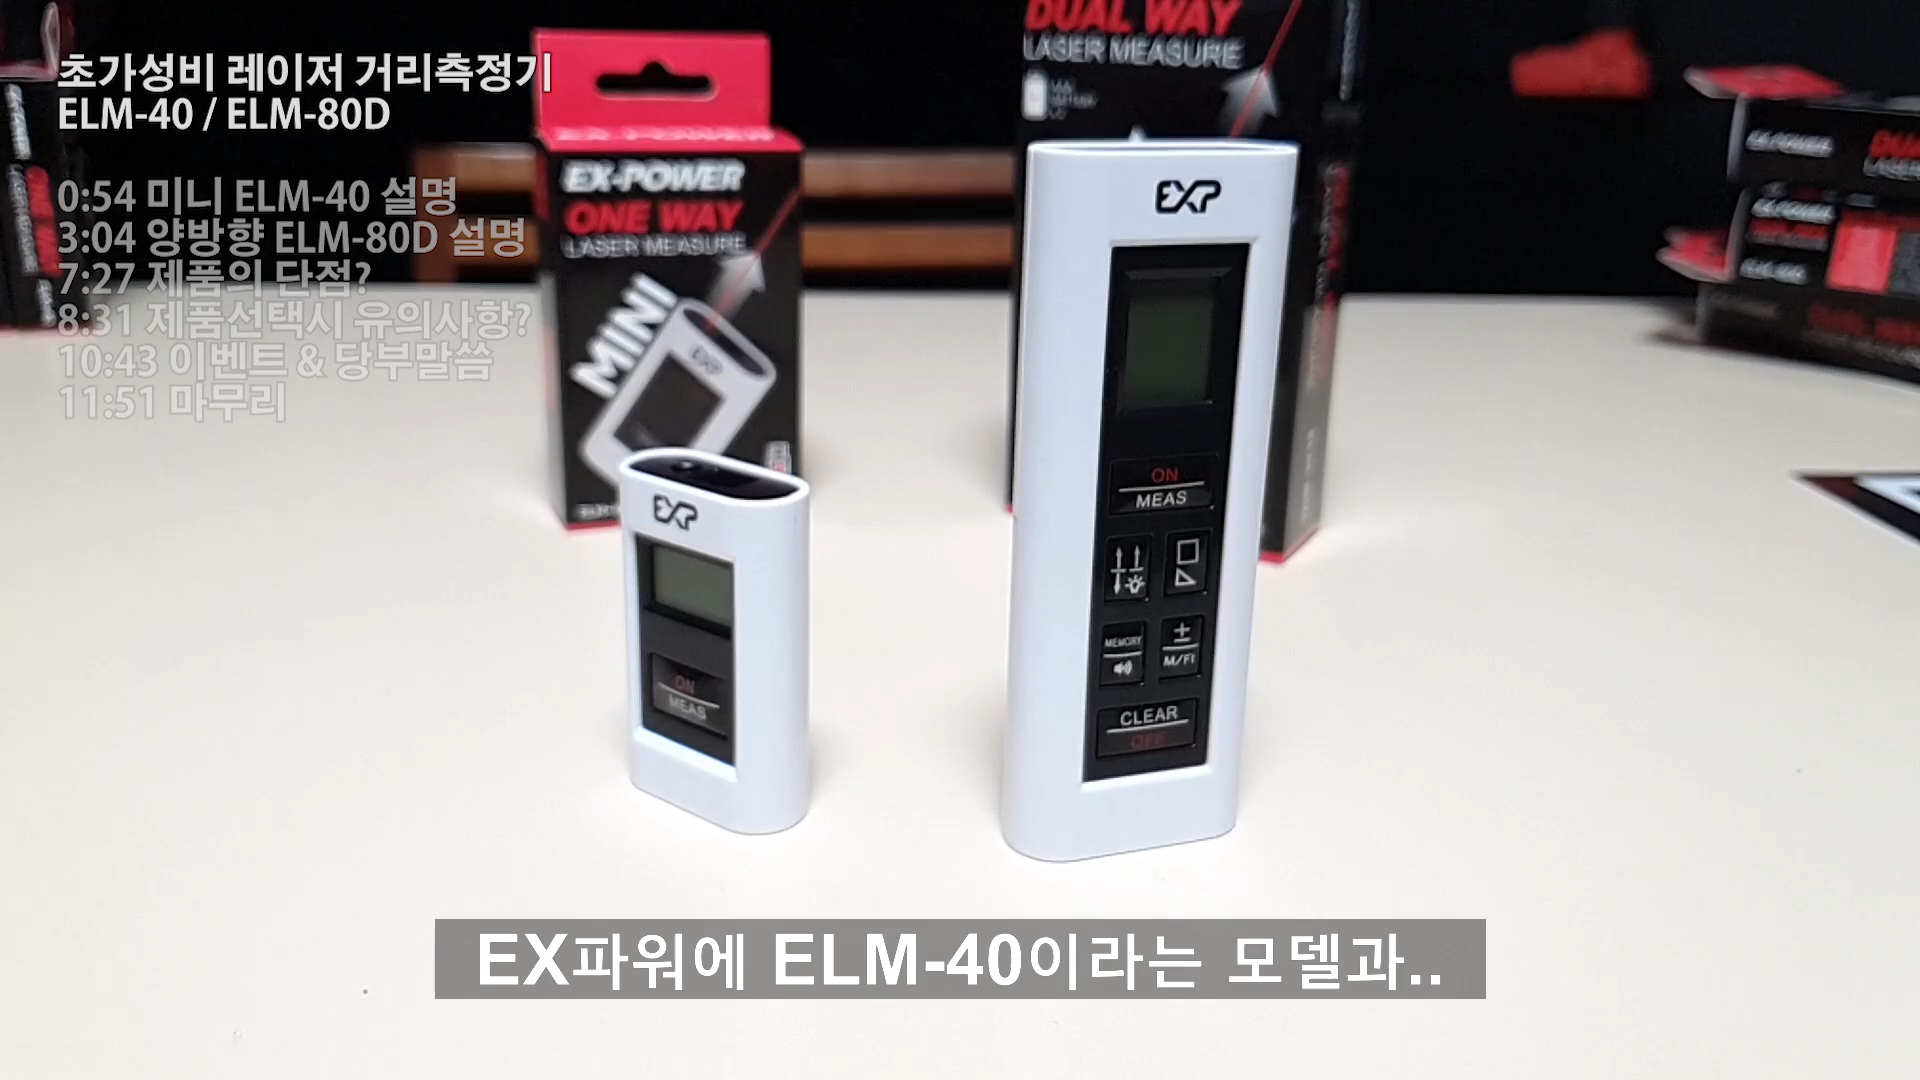 초가성비 레이저 거리측정기
ELM-40 / ELM-80D
0:54 미니 ELM-40 설명
3:04 양방향 ELM-80D 설명
7:27 제품의 단점?
8:31 제품선택시 유의사항?
10:43 이벤트 & 당부말씀
11:51 마무리
EX-POWER
ONE WAY
LASER MEASURE
MINI
EXP
DUAL WAY
LASER MEASURE
EXP
ON
MEAS
EXP
ON
MEAS
MEMORY
±
M/Ft
CLEAR
OFF
EX파워에 ELM-40이라는 모델과..